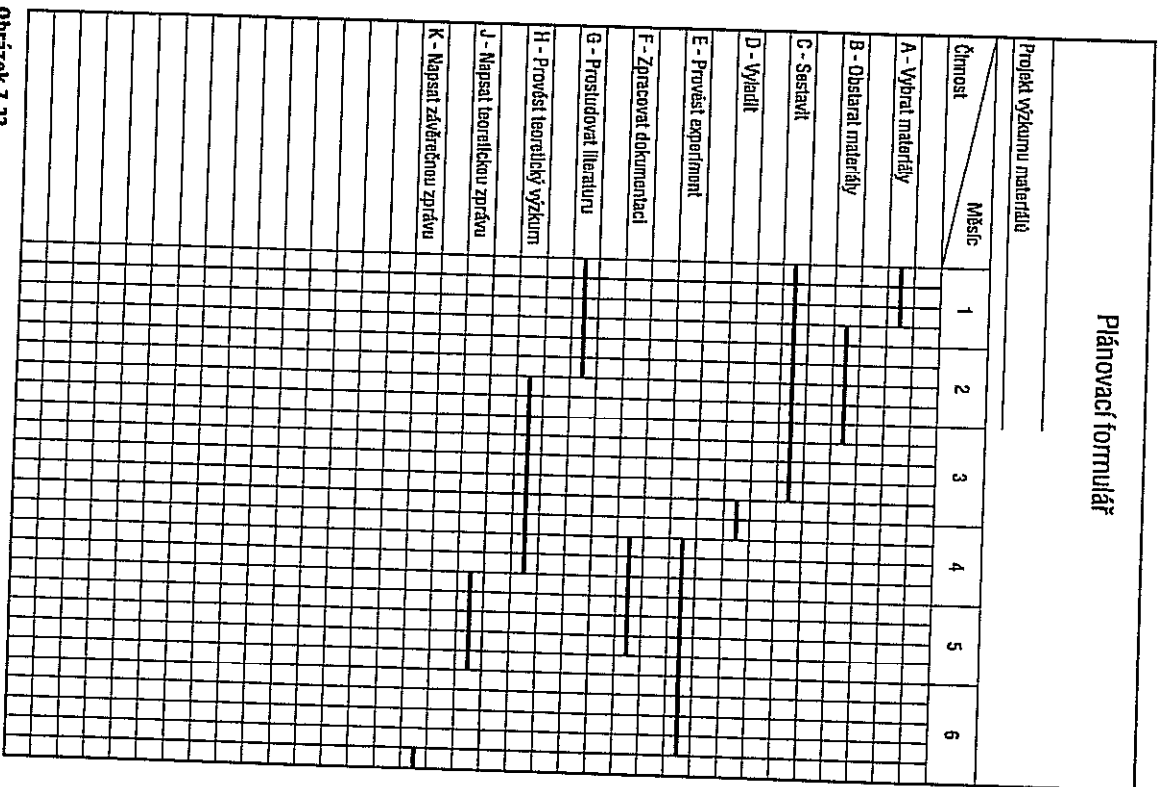 Plánovací formulář
Projekt výzkumu materiálů
Činnost
Měsíc
1
2
3
4
5
6
A - Vybrat materiály
B - Obstarat materiály
C - Sestavit
D - Vyladit
E - Provést experiment
F - Zpracovat dokumentaci
G - Prostudovat literaturu
H - Provést teoretický výzkum
J - Napsat teoretickou zprávu
K - Napsat závěrečnou zprávu